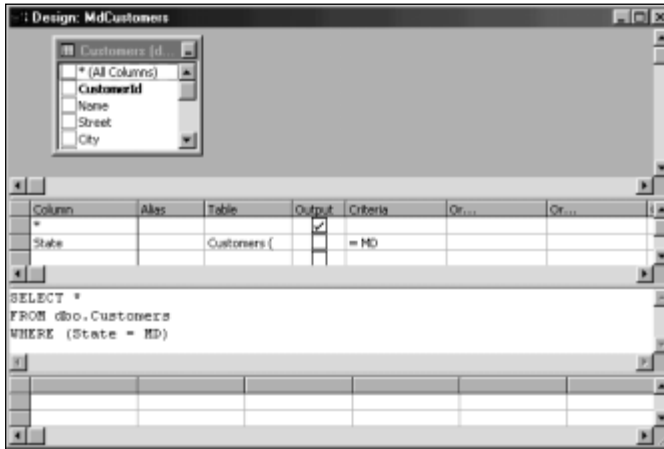 Design: MdCustomers
Customers (d...
* (All Columns)
CustomerId
Name
Street
City
Column Alias Table Output Criteria Or... Or...
*
State Customers ( = MD
SELECT *
FROM dbo.Customers
WHERE (State = MD)